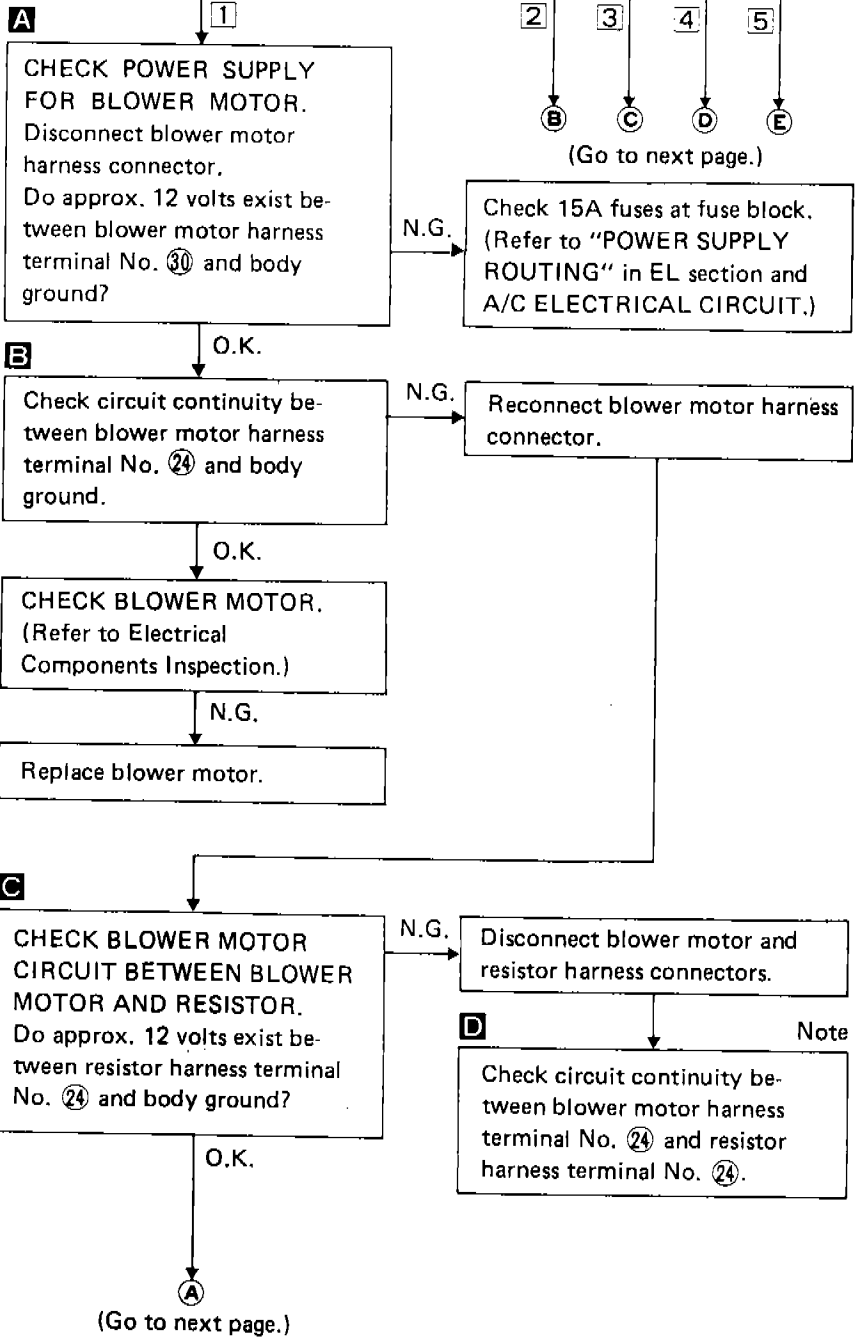 A
1
2
3
4
5
CHECK POWER SUPPLY
FOR BLOWER MOTOR.
Disconnect blower motor
harness connector.
Do approx. 12 volts exist be-
tween blower motor harness
terminal No. 30 and body
ground?
B
C
D
E
(Go to next page.)
N.G.
Check 15A fuses at fuse block.
(Refer to "POWER SUPPLY
ROUTING" in EL section and
A/C ELECTRICAL CIRCUIT.)
O.K.
B
Check circuit continuity be-
tween blower motor harness
terminal No. 24 and body
ground.
N.G.
Reconnect blower motor harness
connector.
O.K.
CHECK BLOWER MOTOR.
(Refer to Electrical
Components Inspection.)
N.G.
Replace blower motor.
C
CHECK BLOWER MOTOR
CIRCUIT BETWEEN BLOWER
MOTOR AND RESISTOR.
Do approx. 12 volts exist be-
tween resistor harness terminal
No. 24 and body ground?
N.G.
Disconnect blower motor and
resistor harness connectors.
D
Note
Check circuit continuity be-
tween blower motor harness
terminal No. 24 and resistor
harness terminal No. 24.
O.K.
A
(Go to next page.)